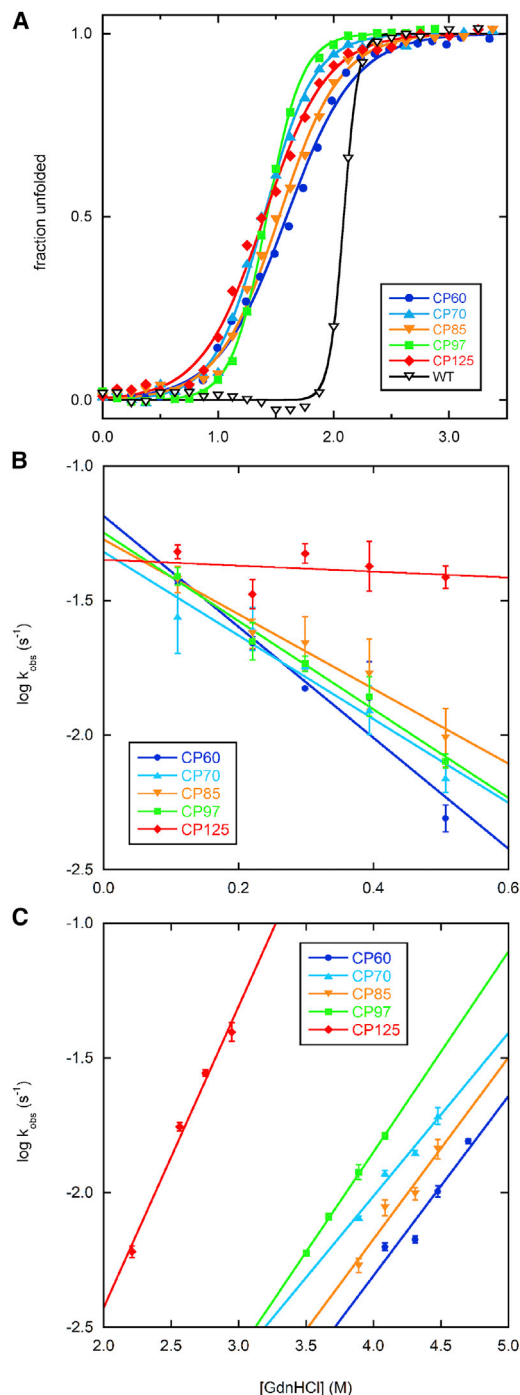 A
1.0
0.5
0.0
fraction unfolded
CP60
CP70
CP85
CP97
CP125
WT
0.0 1.0 2.0 3.0
B
-1.0
-1.5
-2.0
-2.5
log k obs (s-1)
CP60
CP70
CP85
CP97
CP125
0.0 0.2 0.4 0.6
C
-1.0
-1.5
-2.0
-2.5
log k obs (s-1)
CP60
CP70
CP85
CP97
CP125
2.0 2.5 3.0 3.5 4.0 4.5 5.0
[GdnHCl] (M)